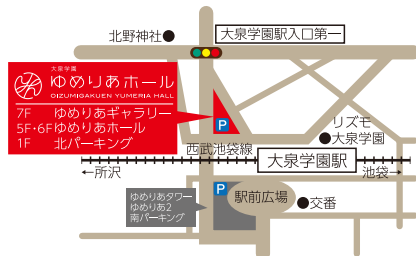 北野神社
大泉学園駅入口第一
大泉学園
ゆめりあホール
OIZUMIGAKUEN YUMERIA HALL
7F ゆめりあギャラリー
5F・6Fゆめりあホール
1F 北パーキング
P
リズモ
大泉学園
西武池袋線
大泉学園駅
←所沢
池袋→
P
ゆめりあタワー
ゆめりあ2
南パーキング
駅前広場
交番